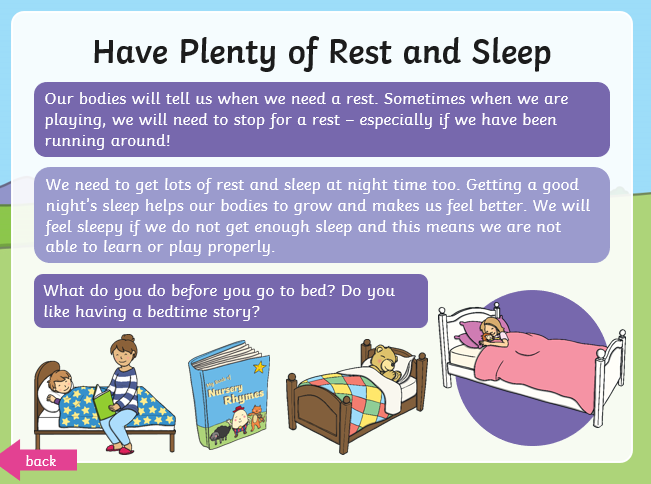 Have Plenty of Rest and Sleep
Our bodies will tell us when we need a rest. Sometimes when we are
playing, we will need to stop for a rest – especially if we have been
running around!
We need to get lots of rest and sleep at night time too. Getting a good
night's sleep helps our bodies to grow and makes us feel better. We will
feel sleepy if we do not get enough sleep and this means we are not
able to learn or play properly.
What do you do before you go to bed? Do you
like having a bedtime story?
My Book of
Nursery
Rhymes
back